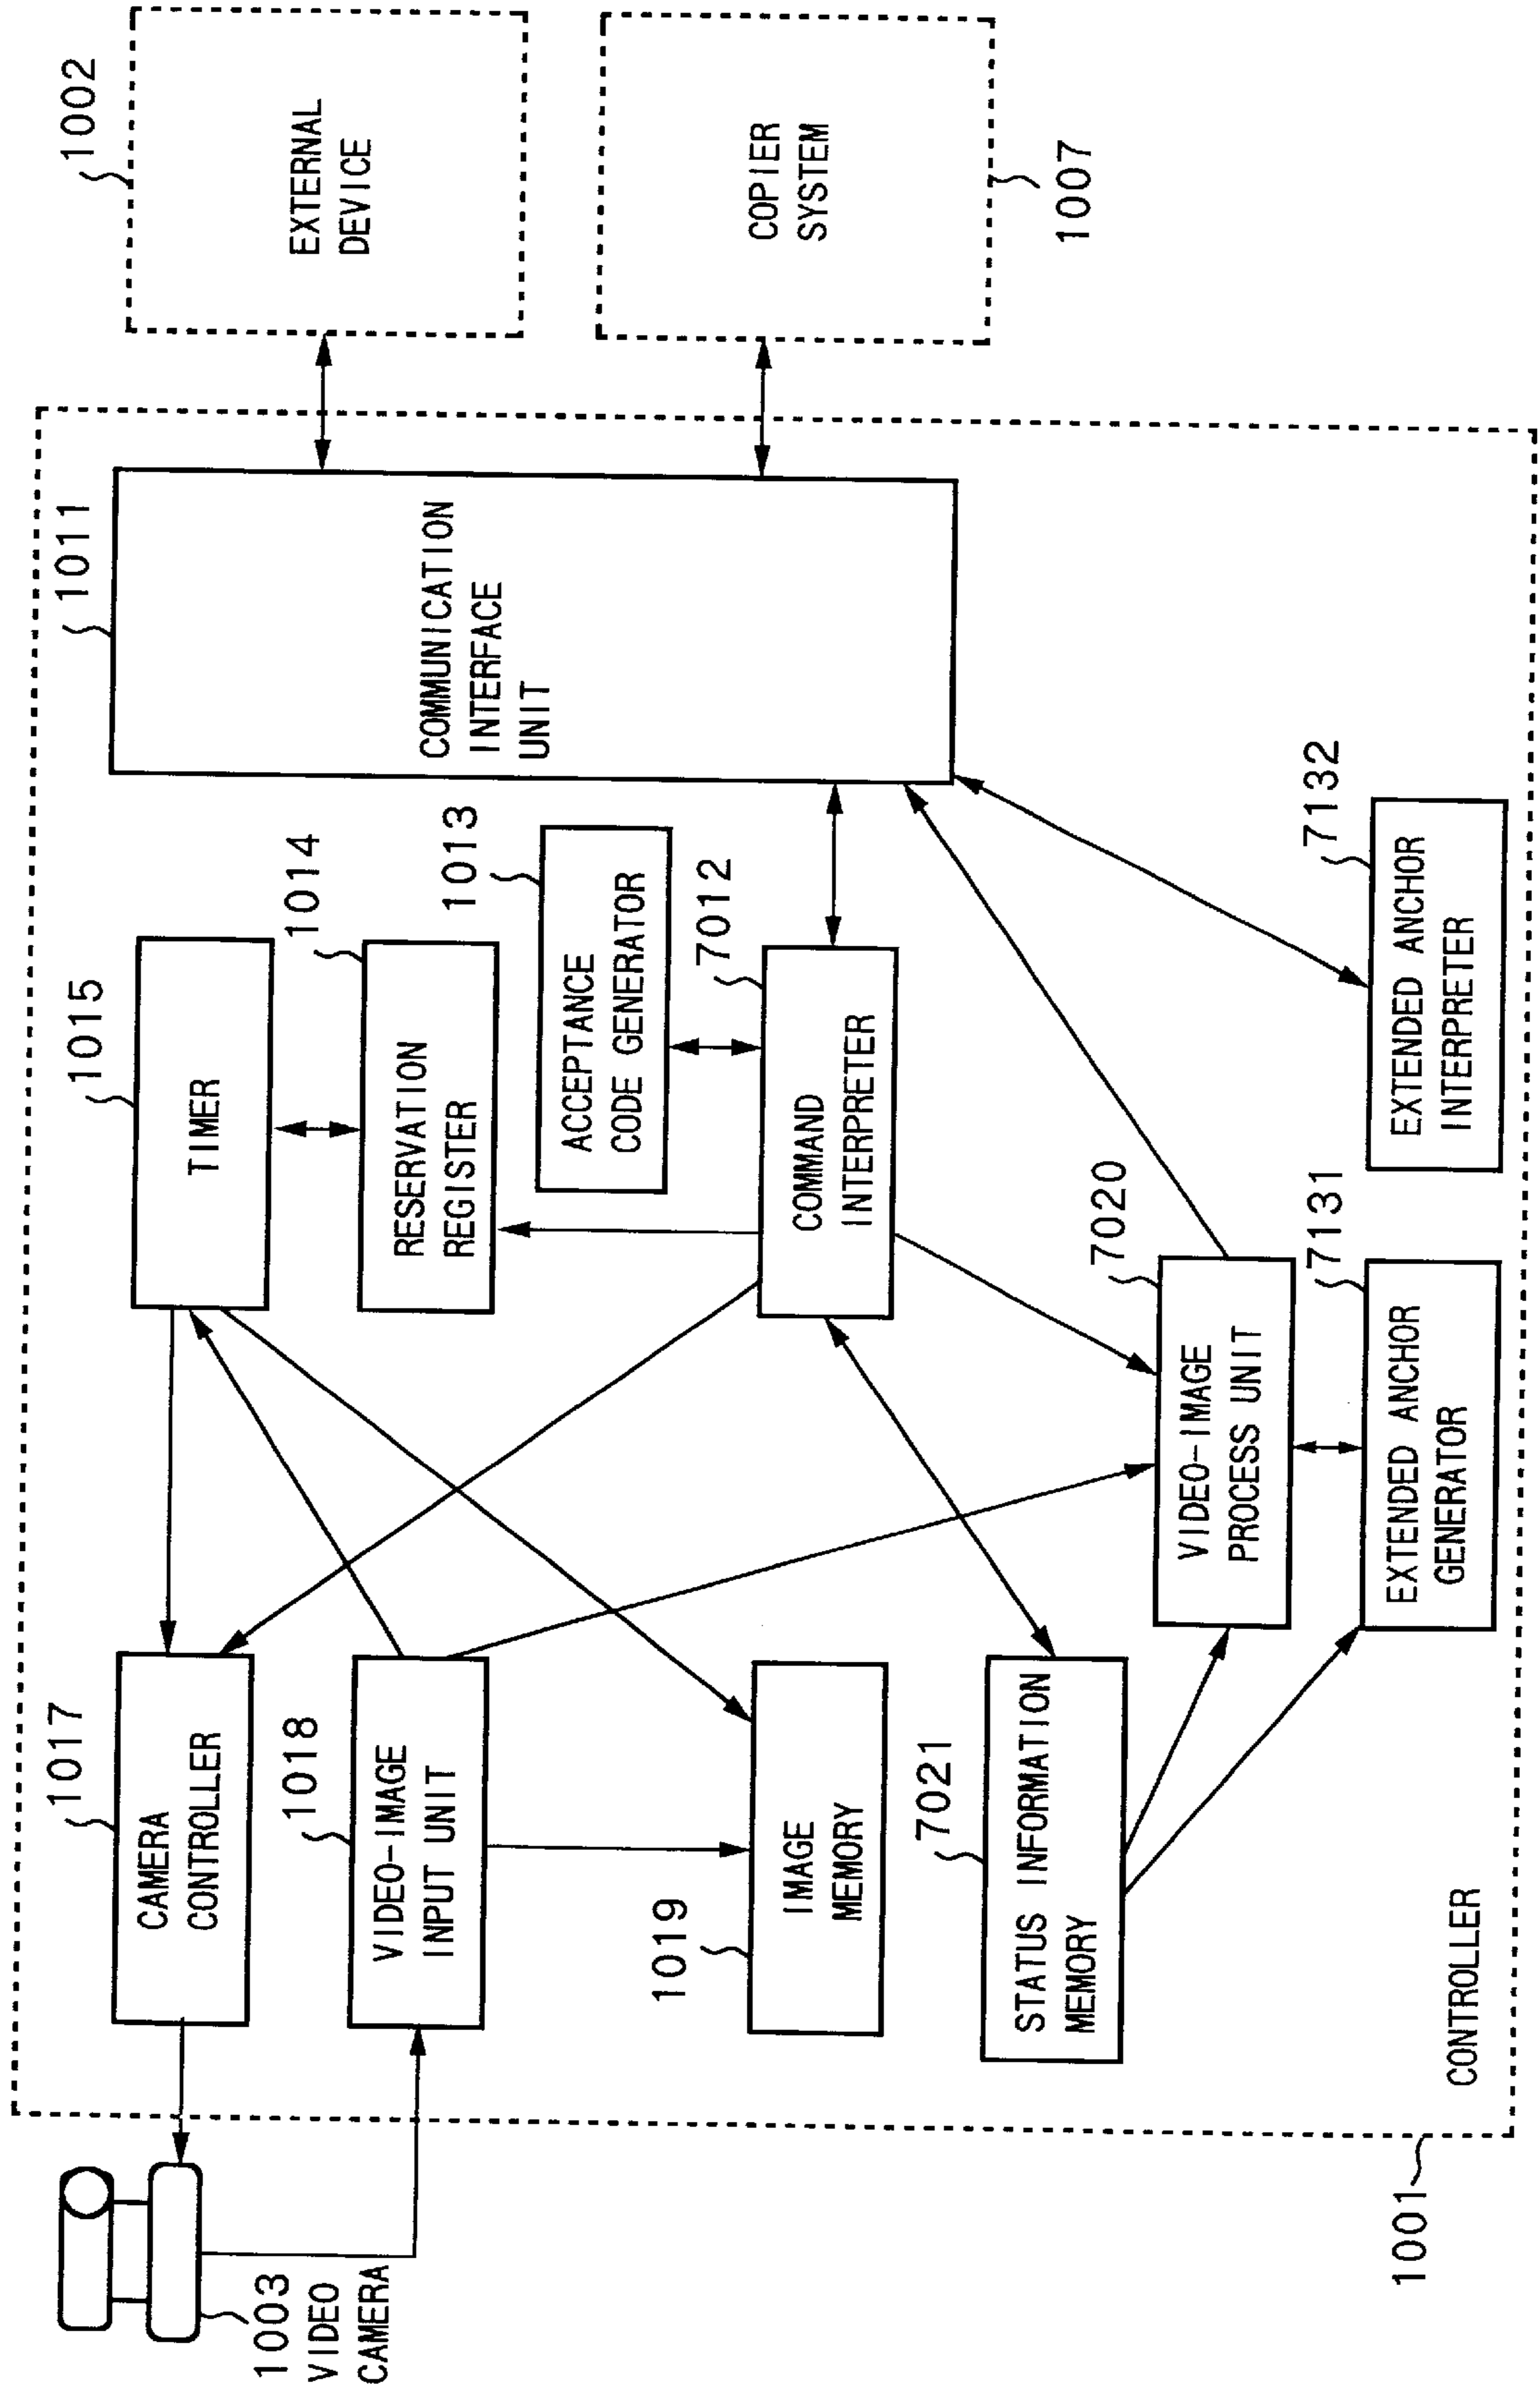 1003
VIDEO
CAMERA
1017
CAMERA
CONTROLLER
1018
VIDEO-IMAGE
INPUT UNIT
1019
IMAGE
MEMORY
7021
STATUS INFORMATION
MEMORY
CONTROLLER
1001
1015
TIMER
1014
RESERVATION
REGISTER
1013
ACCEPTANCE
CODE GENERATOR
7012
COMMAND
INTERPRETER
7020
VIDEO-IMAGE
PROCESS UNIT
7131
EXTENDED ANCHOR
GENERATOR
7132
EXTENDED ANCHOR
INTERPRETER
1011
COMMUNICATION
INTERFACE
UNIT
1002
EXTERNAL
DEVICE
COPIER
SYSTEM
1007